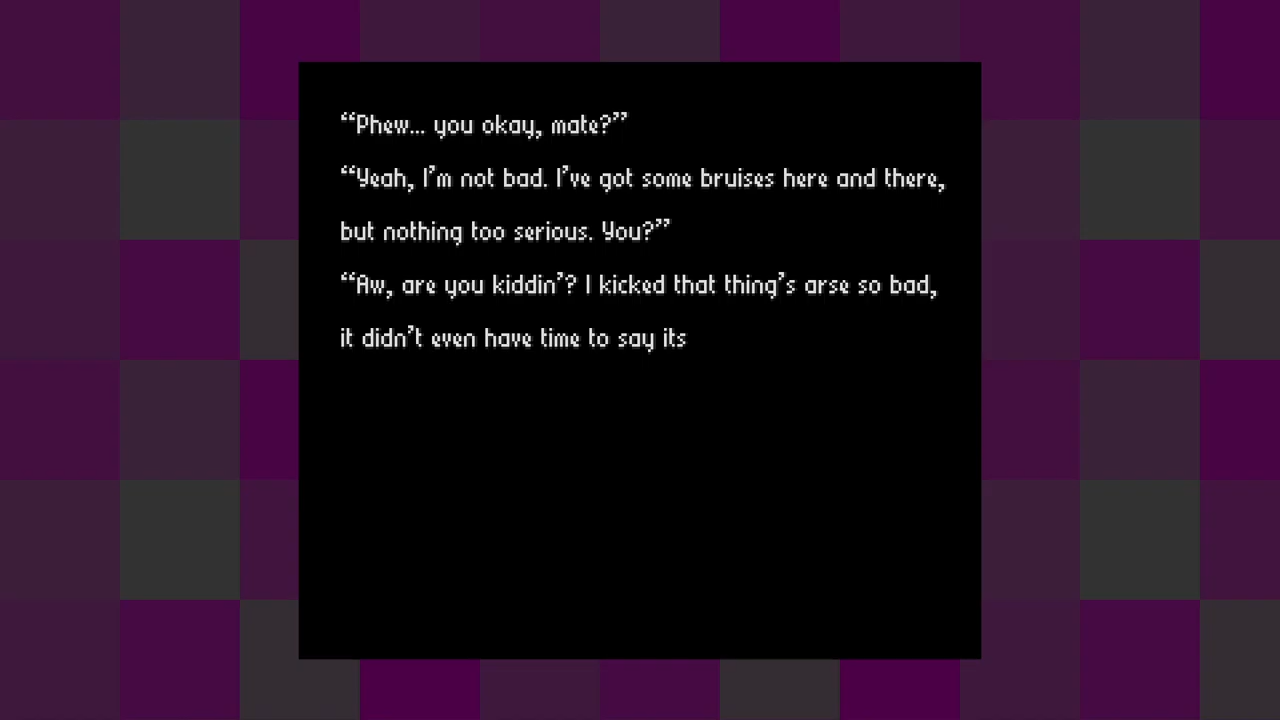 “Phew... you okay, mate?”
“Yeah, I’m not bad. I’ve got some bruises here and there,
but nothing too serious. You?”
“Aw, are you kiddin’? I kicked that thing’s arse so bad,
it didn’t even have time to say its